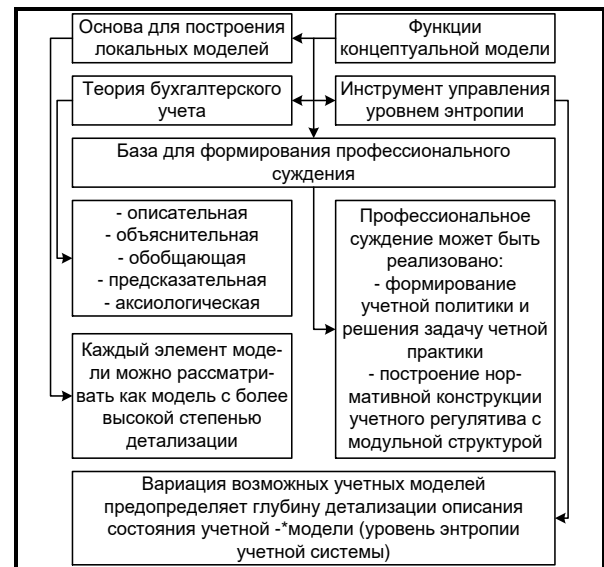 Основа для построения
локальных моделей
Функции
концептуальной модели
Теория бухгалтерского
учета
Инструмент управления
уровнем энтропии
База для формирования профессионального
суждения
- описательная
- объяснительная
- обобщающая
- предсказательная
- аксиологическая
Профессиональное
суждение может быть
реализовано:
- формирование
учетной политики и
решения задачу четной
практики
- построение нор-
мативной конструкции
учетного регулятива с
модульной структурой
Каждый элемент моде-
ли можно рассматри-
вать как модель с более
высокой степенью
детализации
Вариация возможных учетных моделей
предопределяет глубину детализации описания
состояния учетной -*модели (уровень энтропии
учетной системы)